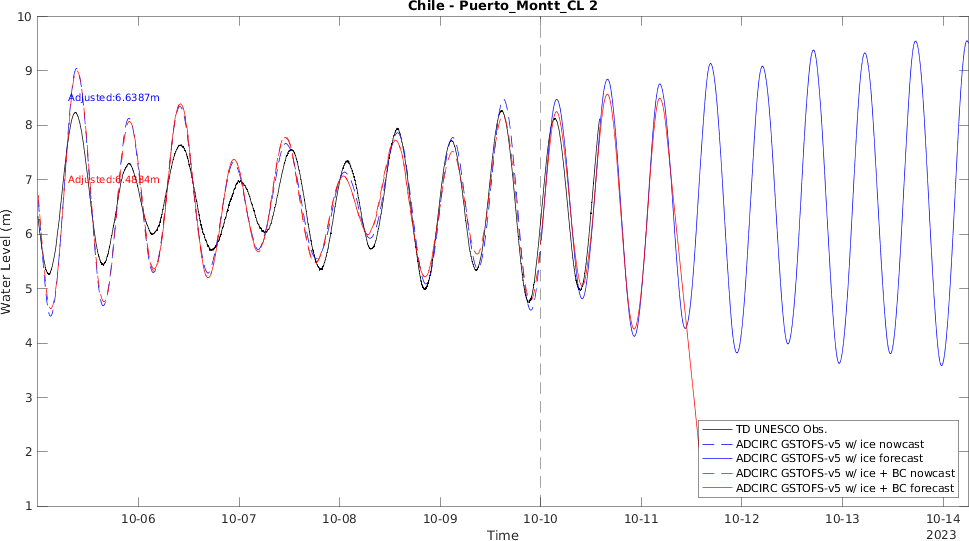 Chile - Puerto_Montt_CL 2
10
9
8
7
6
5
4
3
2
1
Water Level (m)
Adjusted:6.6387m
Adjusted:6.4834m
TD UNESCO Obs.
ADCIRC GSTOFS-v5 w/ ice nowcast
ADCIRC GSTOFS-v5 w/ ice forecast
ADCIRC GSTOFS-v5 w/ ice + BC nowcast
ADCIRC GSTOFS-v5 w/ ice + BC forecast
10-06 10-07 10-08 10-09 10-10 10-11 10-12 10-13 10-14
2023
Time